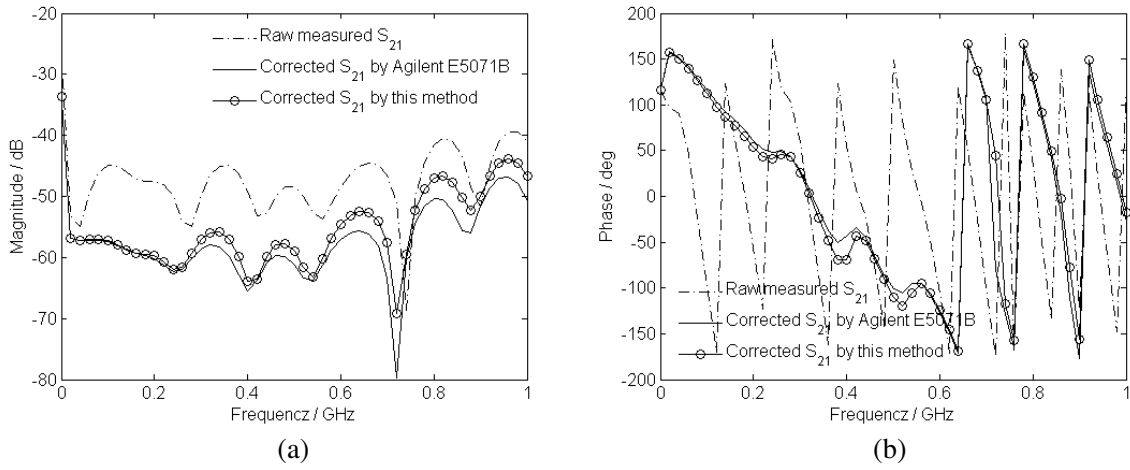 -20
-30
-40
-50
-60
-70
-80
Magnitude / dB
Raw measured S21
Corrected S21 by Agilent E5071B
Corrected S21 by this method
0 0.2 0.4 0.6 0.8 1
Frequencz / GHz
(a)
200
150
100
50
0
-50
-100
-150
-200
Phase / deg
Raw measured S21
Corrected S21 by Agilent E5071B
Corrected S21 by this method
0 0.2 0.4 0.6 0.8 1
Frequencz / GHz
(b)